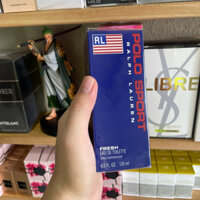 RL
POLO SPORT
RALPH LAUREN
FRESH
EAU DE TOILETTE
4.2 FL. OZ. 125 ml
LIBRE